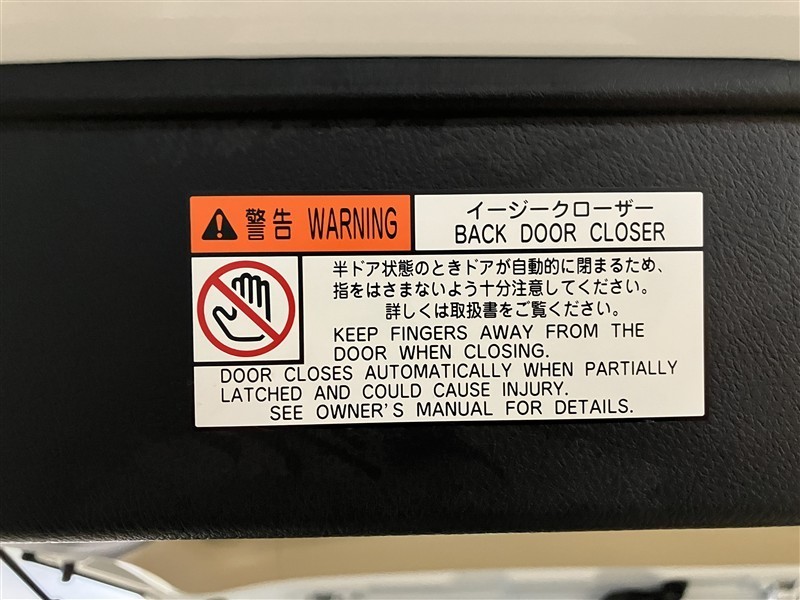 警告 WARNING
イージークローザー
BACK DOOR CLOSER
半ドア状態のときドアが自動的に閉まるため、
指をはさまないよう十分注意してください。
詳しくは取扱書をご覧ください。
KEEP FINGERS AWAY FROM THE
DOOR WHEN CLOSING.
DOOR CLOSES AUTOMATICALLY WHEN PARTIALLY
LATCHED AND COULD CAUSE INJURY.
SEE OWNER'S MANUAL FOR DETAILS.